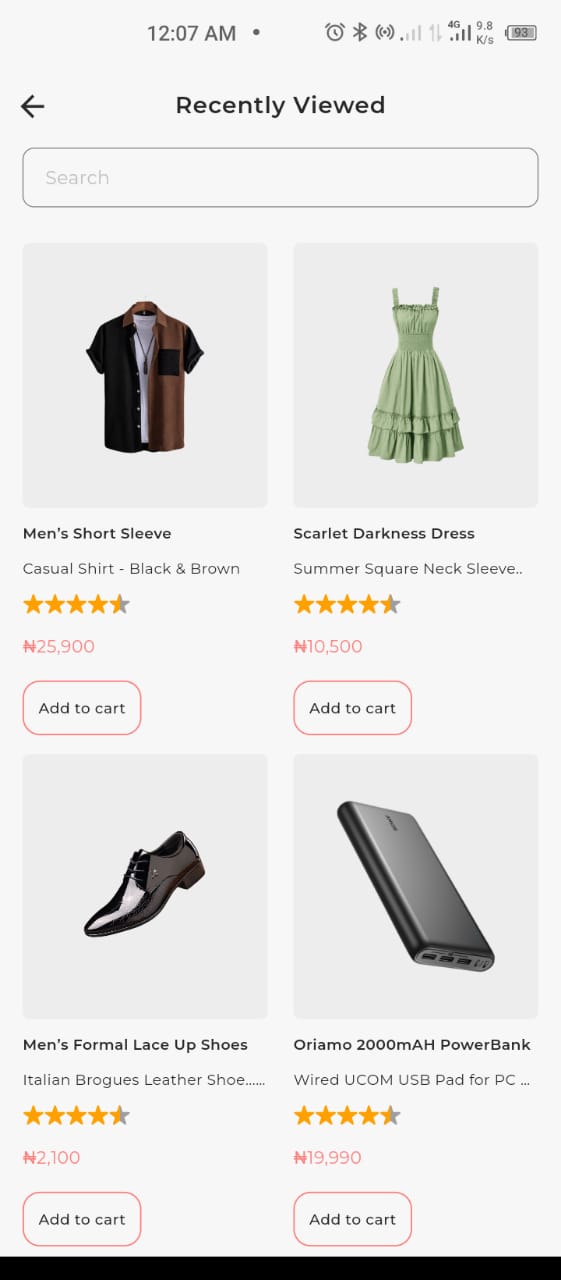 12:07 AM •
4G 9.8 K/s 93
Recently Viewed
Search
Men’s Short Sleeve
Casual Shirt - Black & Brown
₦25,900
Add to cart
Scarlet Darkness Dress
Summer Square Neck Sleeve..
₦10,500
Add to cart
Men’s Formal Lace Up Shoes
Italian Brogues Leather Shoe......
₦2,100
Add to cart
Oriamo 2000mAH PowerBank
Wired UCOM USB Pad for PC ...
₦19,990
Add to cart